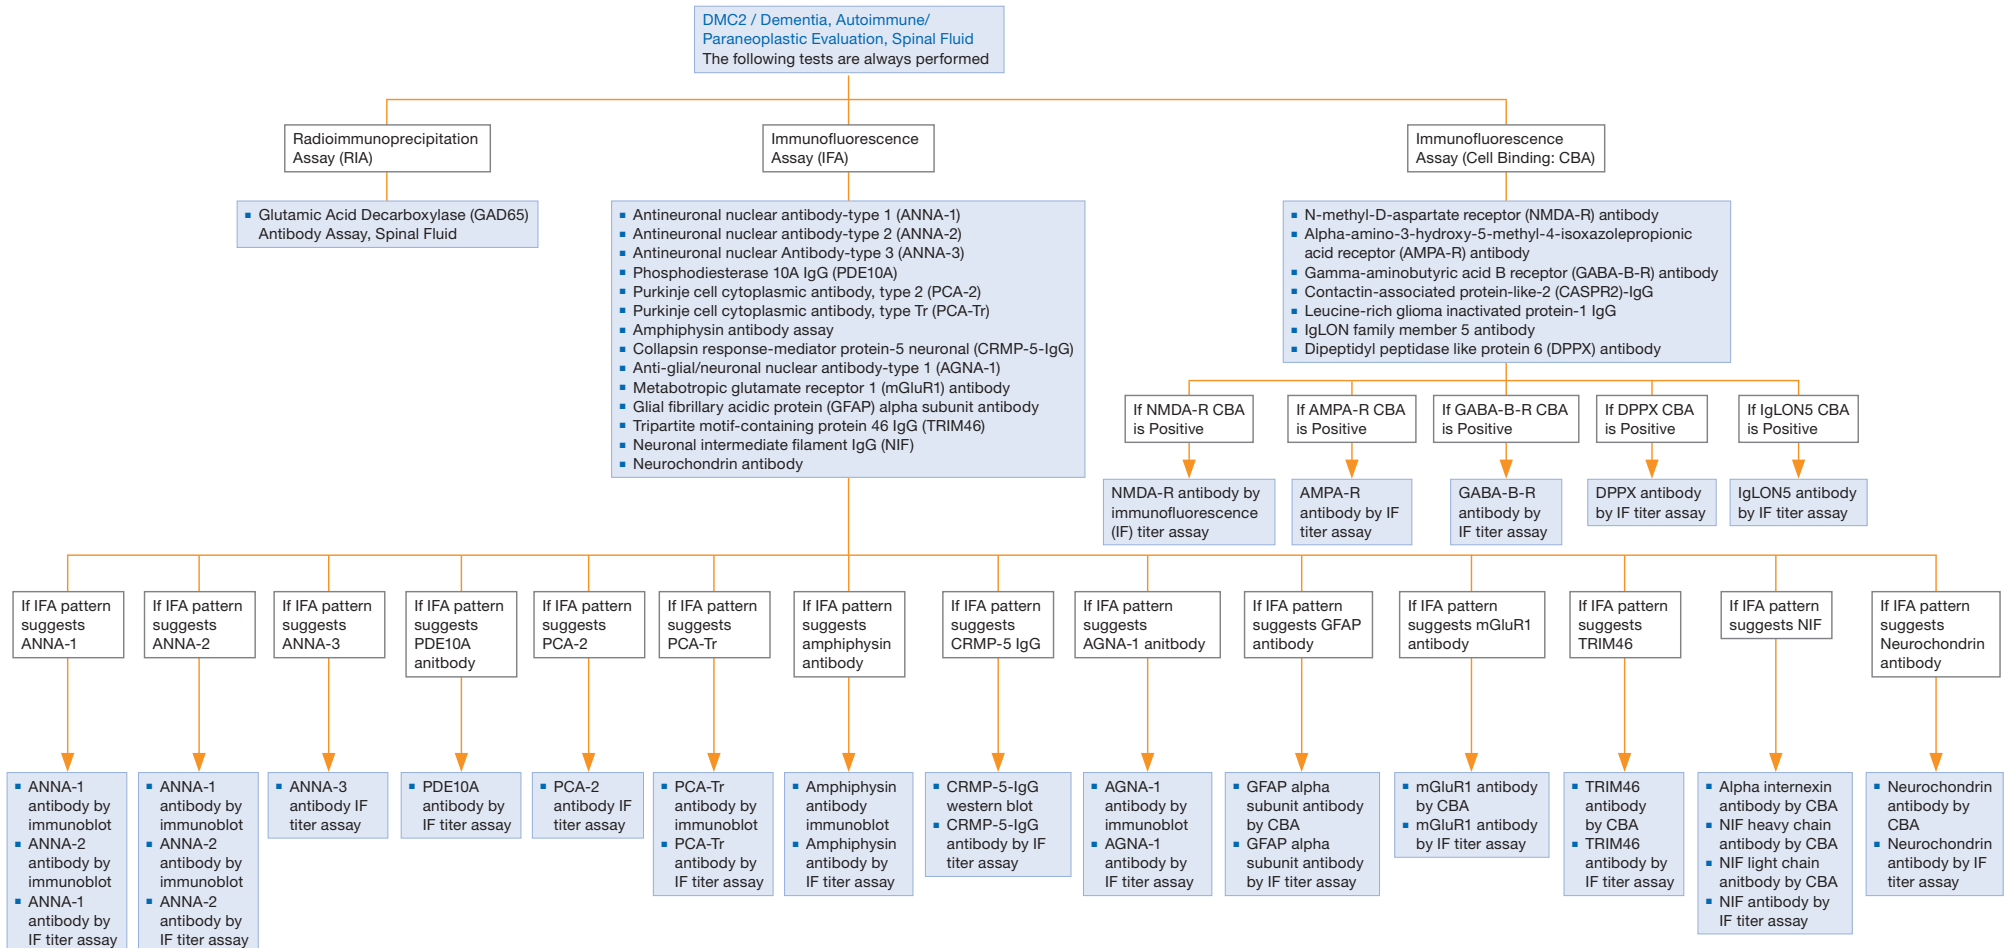 DMC2 / Dementia, Autoimmune/
Paraneoplastic Evaluation, Spinal Fluid
The following tests are always performed
Radioimmunoprecipitation
Assay (RIA)
Immunofluorescence
Assay (IFA)
Immunofluorescence
Assay (Cell Binding: CBA)
▪ Glutamic Acid Decarboxylase (GAD65)
Antibody Assay, Spinal Fluid
▪ Antineuronal nuclear antibody-type 1 (ANNA-1)
▪ Antineuronal nuclear antibody-type 2 (ANNA-2)
▪ Antineuronal nuclear Antibody-type 3 (ANNA-3)
▪ Phosphodiesterase 10A IgG (PDE10A)
▪ Purkinje cell cytoplasmic antibody, type 2 (PCA-2)
▪ Purkinje cell cytoplasmic antibody, type Tr (PCA-Tr)
▪ Amphiphysin antibody assay
▪ Collapsin response-mediator protein-5 neuronal (CRMP-5-IgG)
▪ Anti-glial/neuronal nuclear antibody-type 1 (AGNA-1)
▪ Metabotropic glutamate receptor 1 (mGluR1) antibody
▪ Glial fibrillary acidic protein (GFAP) alpha subunit antibody
▪ Tripartite motif-containing protein 46 IgG (TRIM46)
▪ Neuronal intermediate filament IgG (NIF)
▪ Neurochondrin antibody
▪ N-methyl-D-aspartate receptor (NMDA-R) antibody
▪ Alpha-amino-3-hydroxy-5-methyl-4-isoxazolepropionic
acid receptor (AMPA-R) antibody
▪ Gamma-aminobutyric acid B receptor (GABA-B-R) antibody
▪ Contactin-associated protein-like-2 (CASPR2)-IgG
▪ Leucine-rich glioma inactivated protein-1 IgG
▪ IgLON family member 5 antibody
▪ Dipeptidyl peptidase like protein 6 (DPPX) antibody
If NMDA-R CBA
is Positive
If AMPA-R CBA
is Positive
If GABA-B-R CBA
is Positive
If DPPX CBA
is Positive
If IgLON5 CBA
is Positive
NMDA-R antibody by
immunofluorescence
(IF) titer assay
AMPA-R
antibody by IF
titer assay
GABA-B-R
antibody by
IF titer assay
DPPX antibody
by IF titer assay
IgLON5 antibody
by IF titer assay
If IFA pattern
suggests
ANNA-1
If IFA pattern
suggests
ANNA-2
If IFA pattern
suggests
ANNA-3
If IFA pattern
suggests
PDE10A
anitbody
If IFA pattern
suggests
PCA-2
If IFA pattern
suggests
PCA-Tr
If IFA pattern
suggests
amphiphysin
antibody
If IFA pattern
suggests
CRMP-5 IgG
If IFA pattern
suggests
AGNA-1 anitbody
If IFA pattern
suggests GFAP
antibody
If IFA pattern
suggests mGluR1
antibody
If IFA pattern
suggests
TRIM46
If IFA pattern
suggests NIF
If IFA pattern
suggests
Neurochondrin
antibody
▪ ANNA-1
antibody by
immunoblot
▪ ANNA-2
antibody by
immunoblot
▪ ANNA-1
antibody by
IF titer assay
▪ ANNA-1
antibody by
immunoblot
▪ ANNA-2
antibody by
immunoblot
▪ ANNA-2
antibody by
IF titer assay
▪ ANNA-3
antibody IF
titer assay
▪ PDE10A
antibody by
IF titer assay
▪ PCA-2
antibody IF
titer assay
▪ PCA-Tr
antibody by
immunoblot
▪ PCA-Tr
antibody by
IF titer assay
▪ Amphiphysin
antibody
immunoblot
▪ Amphiphysin
antibody by
IF titer assay
▪ CRMP-5-IgG
western blot
▪ CRMP-5-IgG
antibody by IF
titer assay
▪ AGNA-1
antibody by
immunoblot
▪ AGNA-1
antibody by
IF titer assay
▪ GFAP alpha
subunit antibody
by CBA
▪ GFAP alpha
subunit antibody
by IF titer assay
▪ mGluR1 antibody
by CBA
▪ mGluR1 antibody
by IF titer assay
▪ TRIM46
antibody
by CBA
▪ TRIM46
antibody by
IF titer assay
▪ Alpha internexin
antibody by CBA
▪ NIF heavy chain
antibody by CBA
▪ NIF light chain
anitbody by CBA
▪ NIF antibody by
IF titer assay
▪ Neurochondrin
antibody by
CBA
▪ Neurochondrin
antibody by IF
titer assay